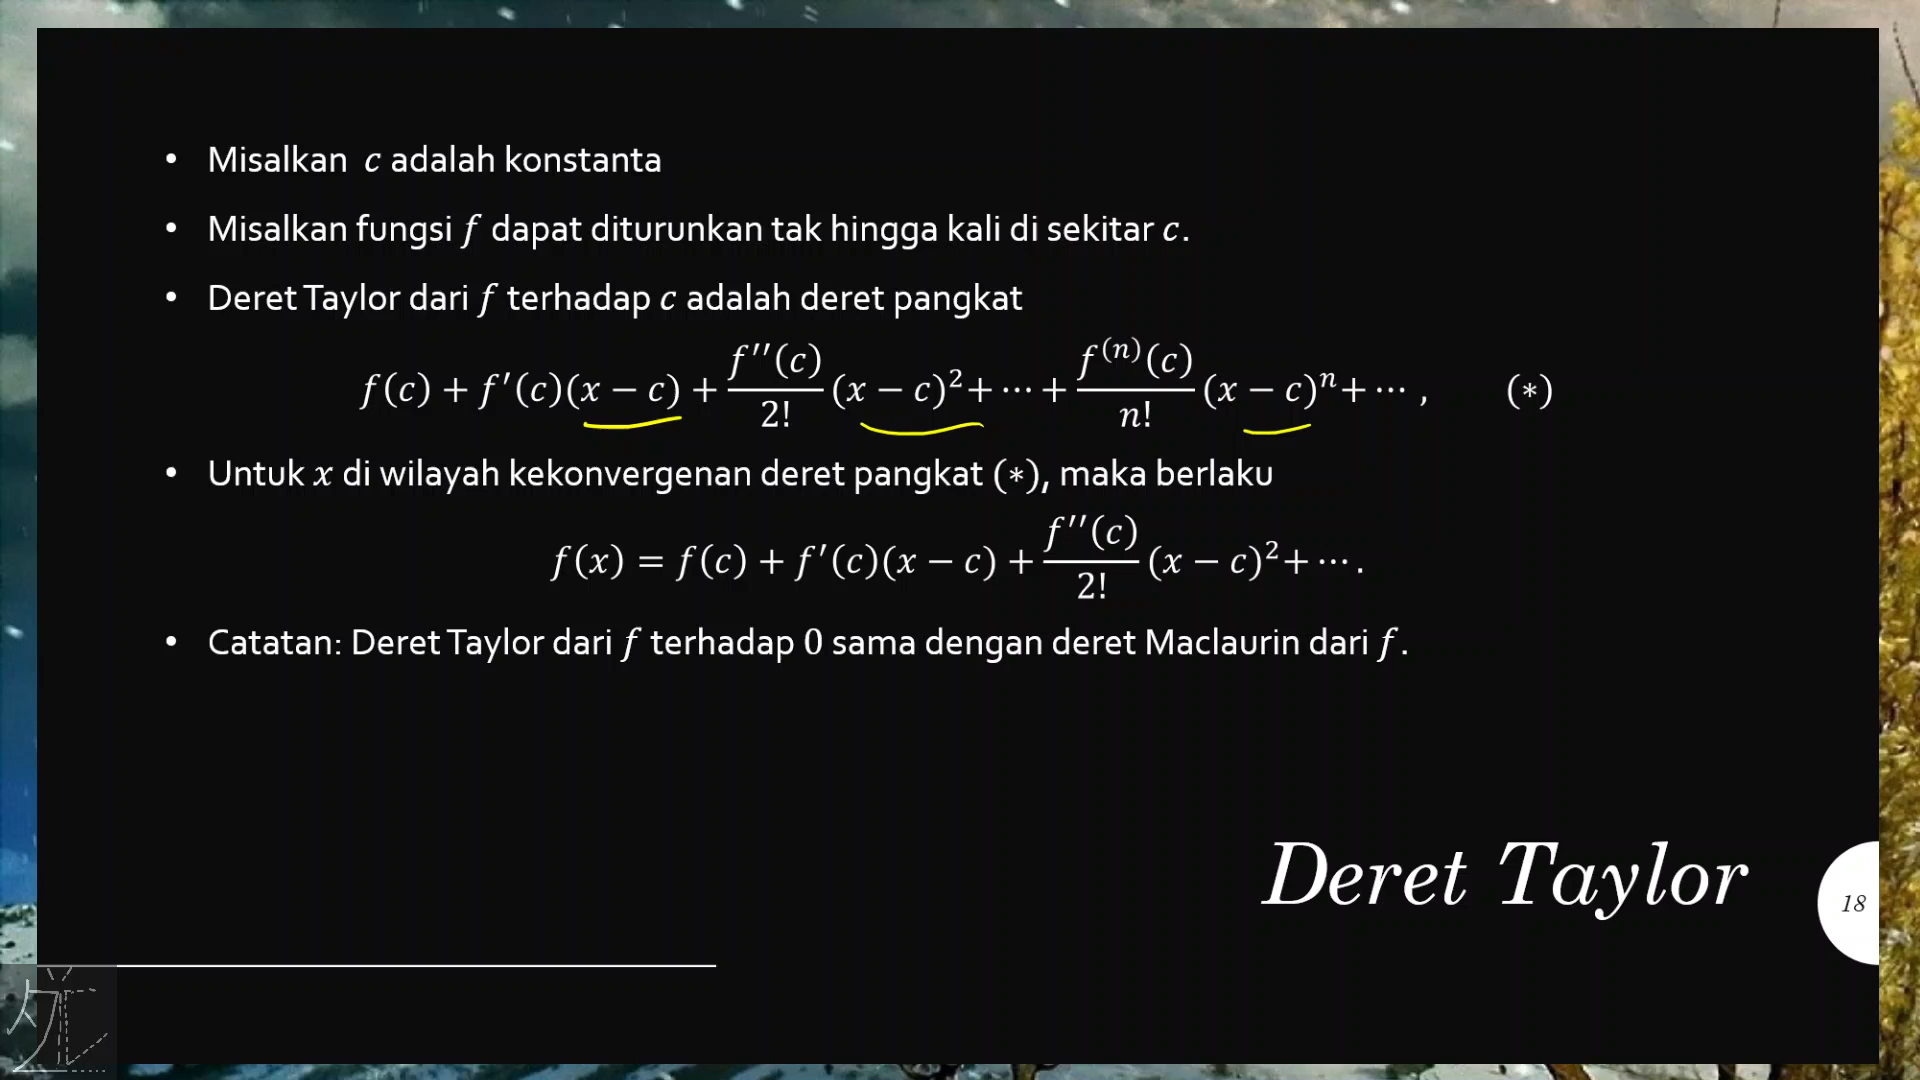 • Misalkan c adalah konstanta
• Misalkan fungsi f dapat diturunkan tak hingga kali di sekitar c.
• Deret Taylor dari f terhadap c adalah deret pangkat
f(c) + f′(c)(x − c) + f′′(c)/2! (x − c)² + ⋯ + f⁽ⁿ⁾(c)/n! (x − c)ⁿ + ⋯ , (∗)
• Untuk x di wilayah kekonvergenan deret pangkat (∗), maka berlaku
f(x) = f(c) + f′(c)(x − c) + f′′(c)/2! (x − c)² + ⋯ .
• Catatan: Deret Taylor dari f terhadap 0 sama dengan deret Maclaurin dari f.
Deret Taylor
18